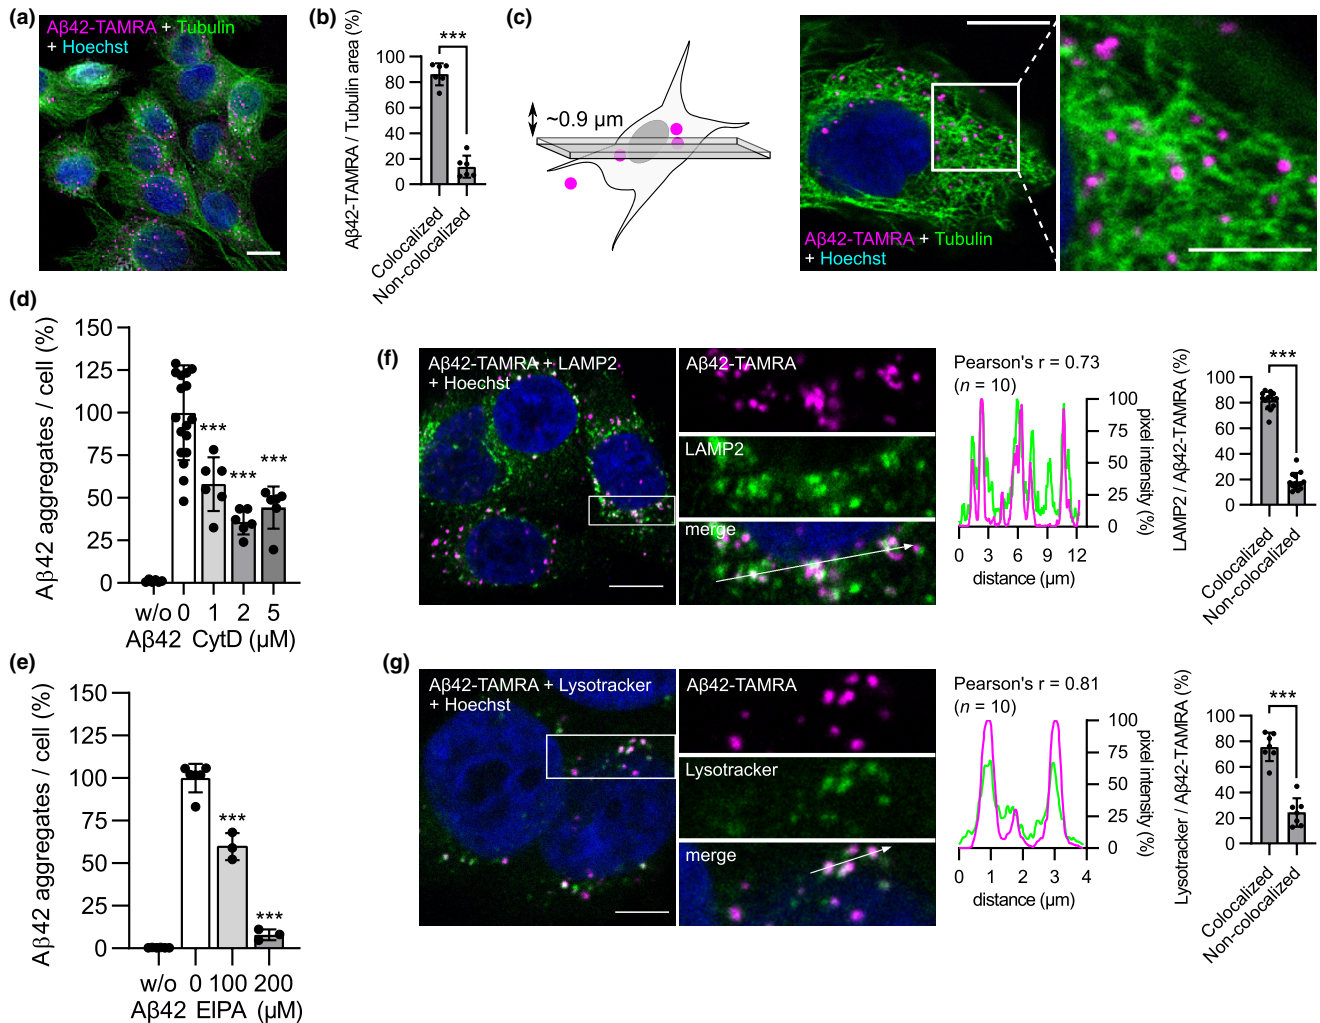 (a)
Aβ42-TAMRA + Tubulin
+ Hoechst
(b)
Aβ42-TAMRA / Tubulin area (%)
100
80
60
40
20
0
***
Colocalized
Non-colocalized
(c)
~0.9 µm
Aβ42-TAMRA + Tubulin
+ Hoechst
(d)
Aβ42 aggregates / cell (%)
150
125
100
75
50
25
0
***
***
***
w/o 0 1 2 5
Aβ42 CytD (µM)
(e)
Aβ42 aggregates / cell (%)
150
125
100
75
50
25
0
***
***
w/o 0 100 200
Aβ42 EIPA (µM)
(f)
Aβ42-TAMRA + LAMP2
+ Hoechst
Aβ42-TAMRA
LAMP2
merge
Pearson's r = 0.73
(n = 10)
100
75
50
25
0
pixel intensity (%)
0 3 6 9 12
distance (µm)
LAMP2 / Aβ42-TAMRA (%)
100
80
60
40
20
0
***
Colocalized
Non-colocalized
(g)
Aβ42-TAMRA + Lysotracker
+ Hoechst
Aβ42-TAMRA
Lysotracker
merge
Pearson's r = 0.81
(n = 10)
100
75
50
25
0
pixel intensity (%)
0 1 2 3 4
distance (µm)
Lysotracker / Aβ42-TAMRA (%)
100
80
60
40
20
0
***
Colocalized
Non-colocalized